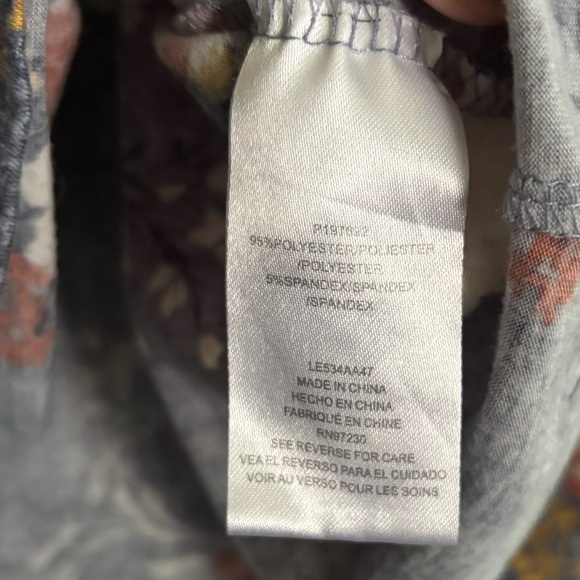 P197622
95%POLYESTER/POLIESTER
/POLYESTER
5%SPANDEX/SPANDEX
/SPANDEX
LE534AA47
MADE IN CHINA
HECHO EN CHINA
FABRIQUÉ EN CHINE
RN97230
SEE REVERSE FOR CARE
VEA EL REVERSO PARA EL CUIDADO
VOIR AU VERSO POUR LES SOINS